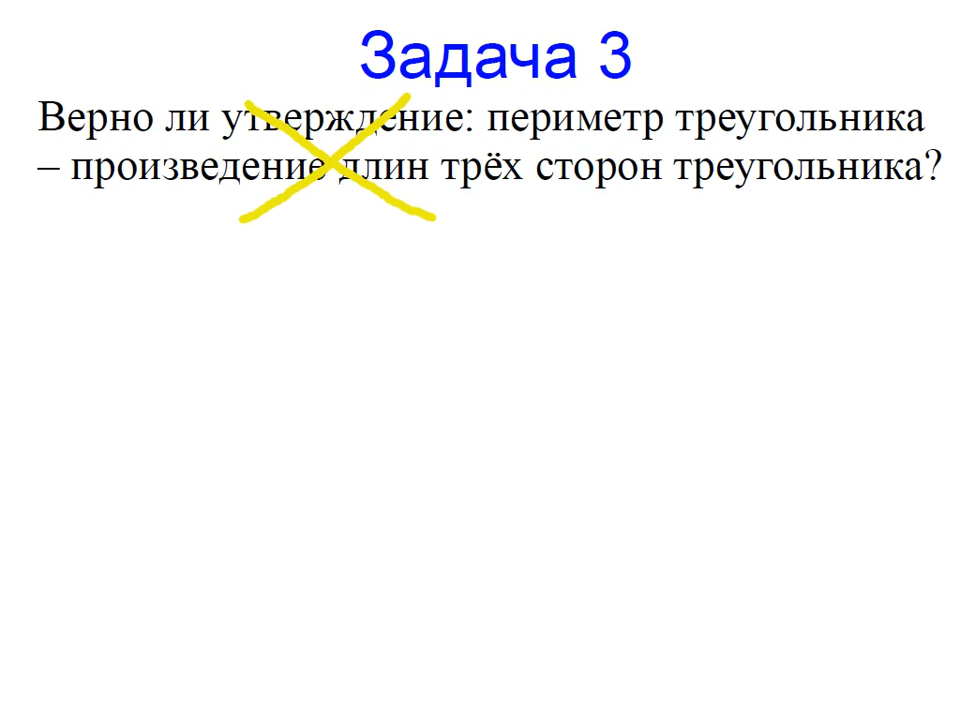 Задача 3
Верно ли утверждение: периметр треугольника
– произведение длин трёх сторон треугольника?